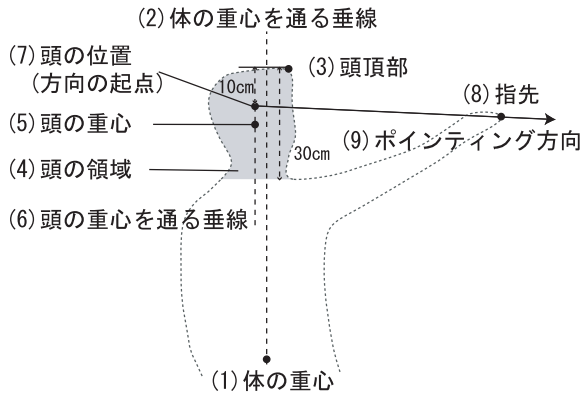 (2)体の重心を通る垂線
(7)頭の位置
(方向の起点)
10cm
(3)頭頂部
(8)指先
(5)頭の重心
(9)ポインティング方向
30cm
(4)頭の領域
(6)頭の重心を通る垂線
(1)体の重心